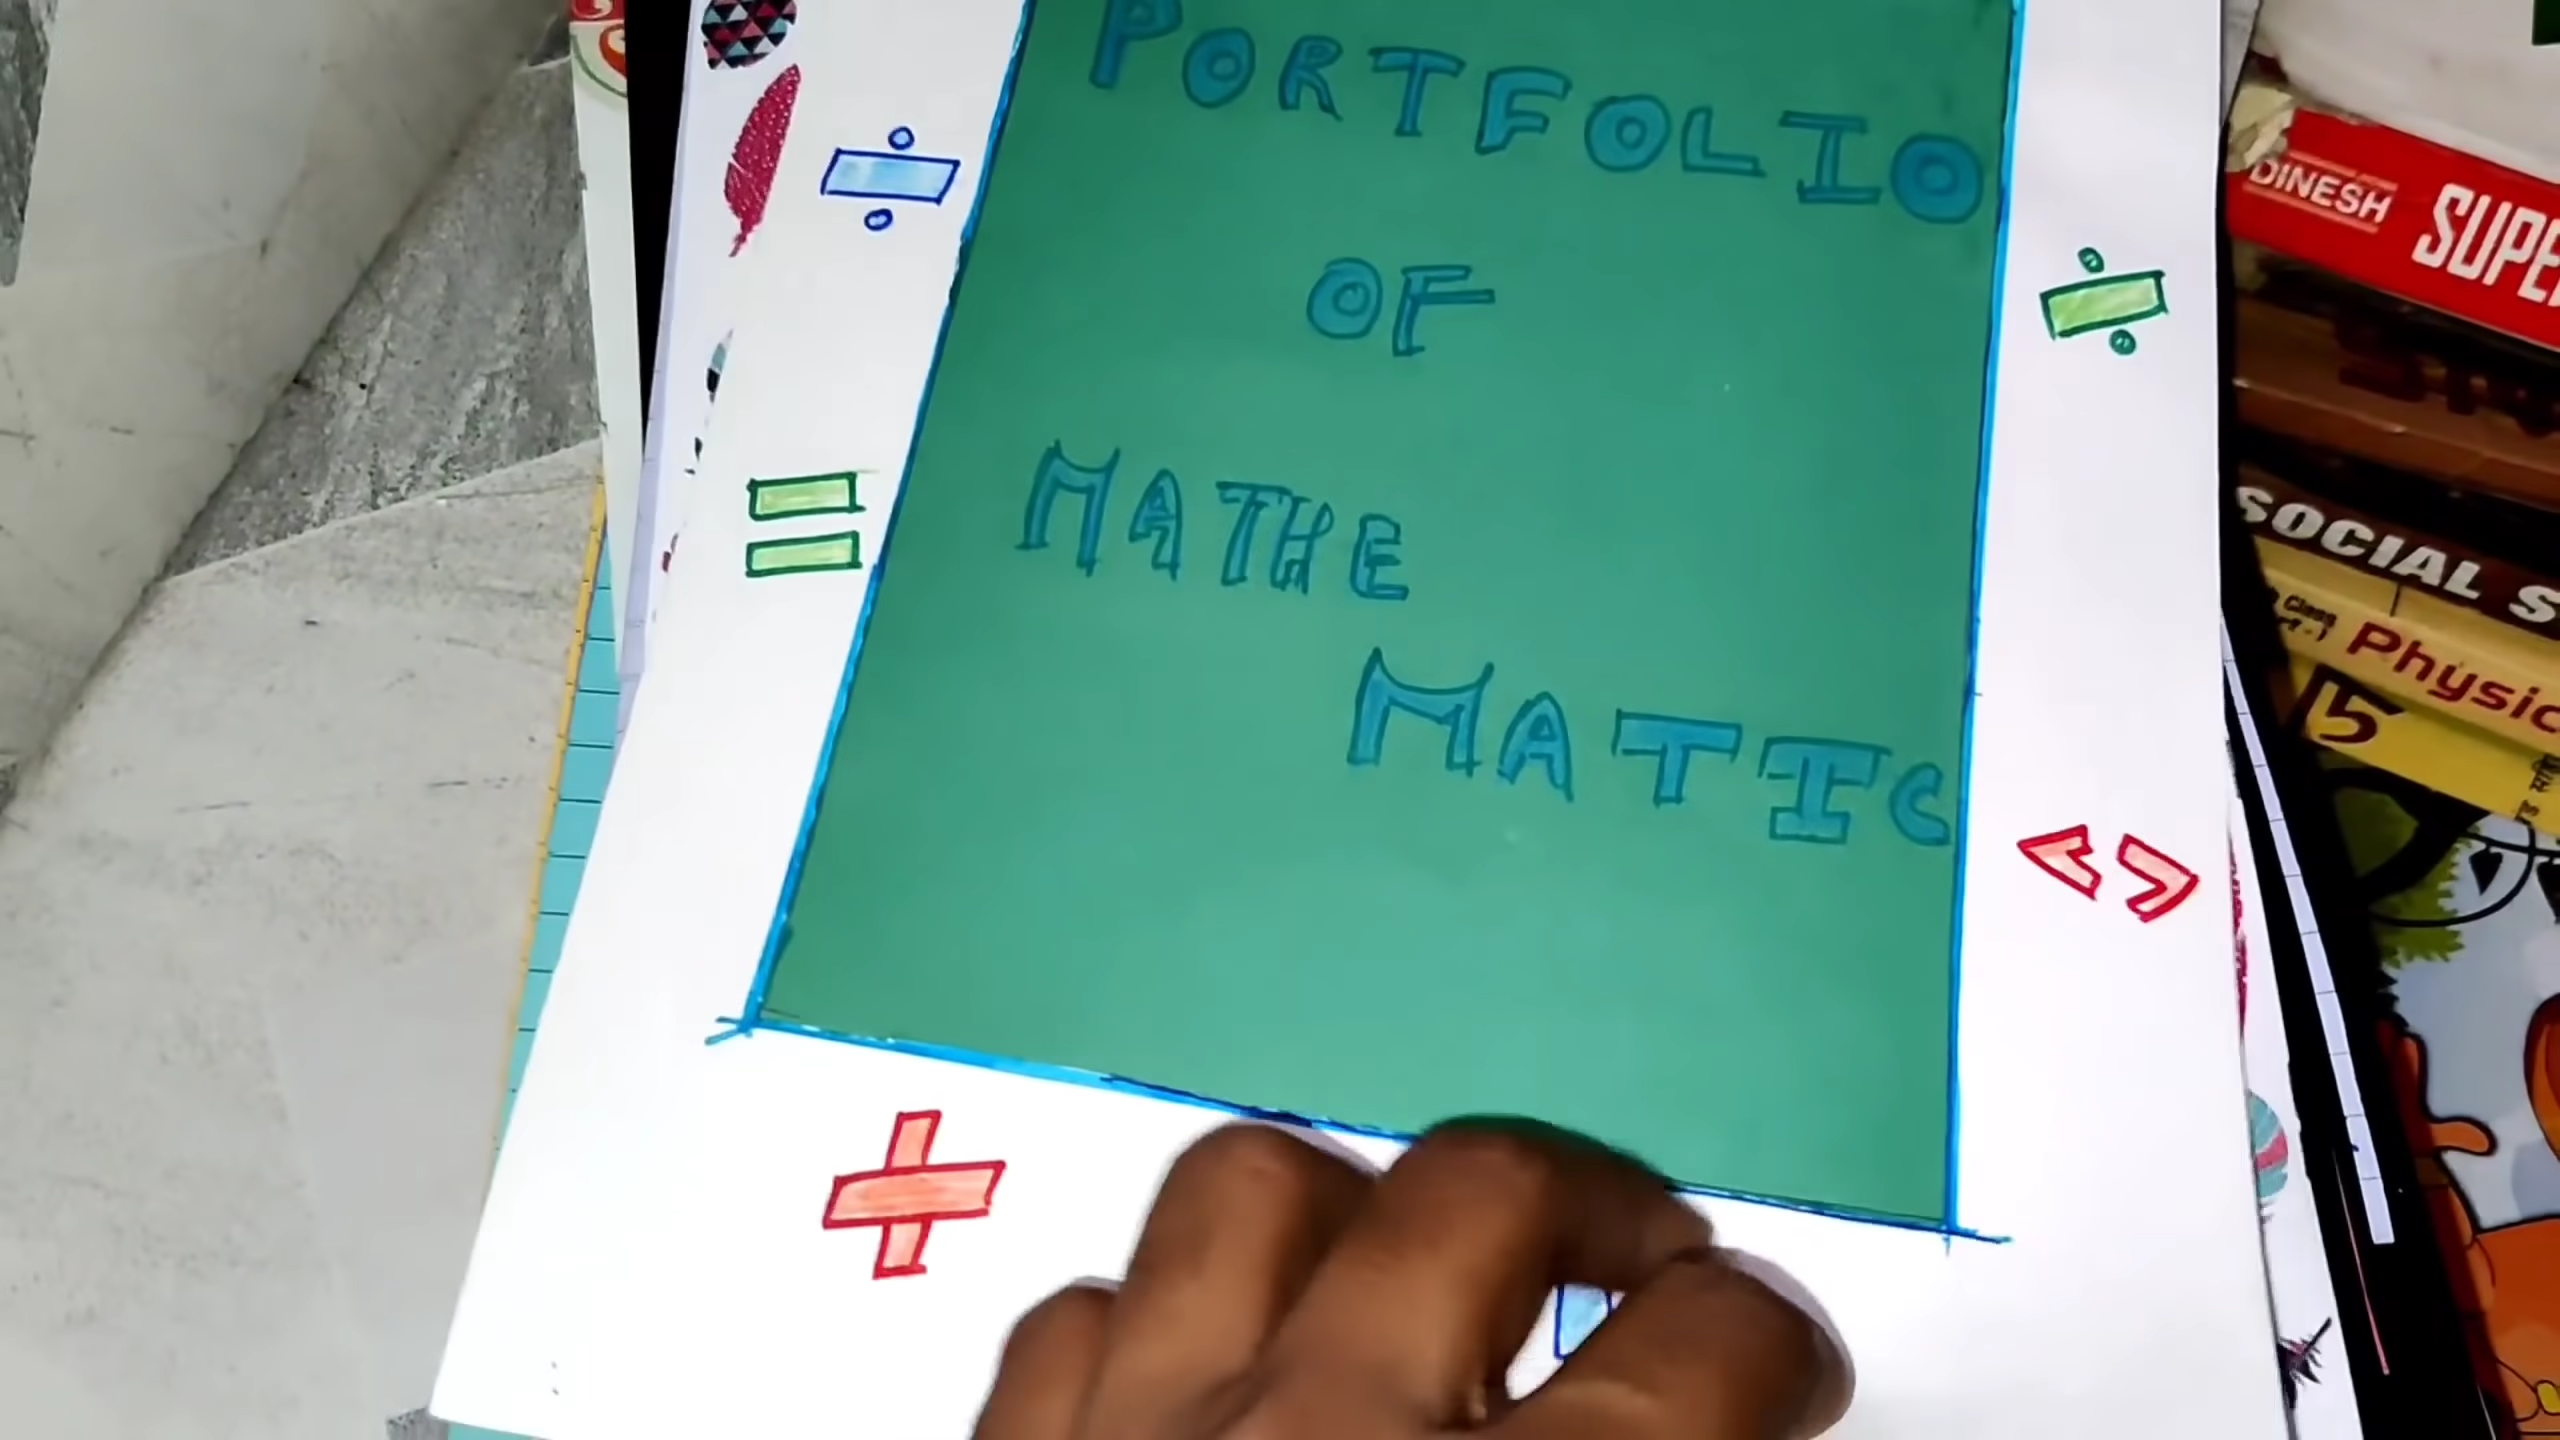 PORTFOLIO
OF
MATHE
MATIC
÷
÷
=
< >
+
DINESH SUPE
SOCIAL S
Physic
5